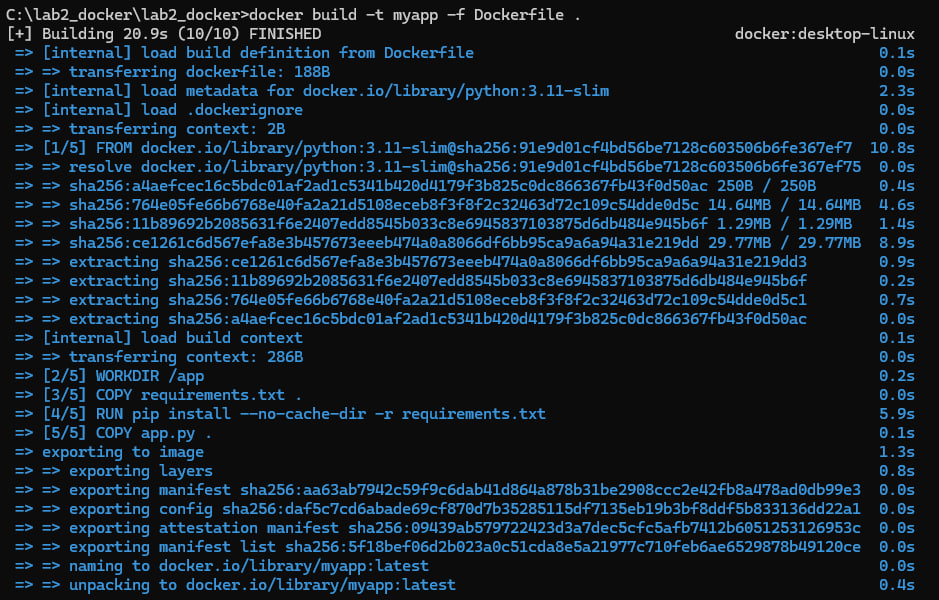 C:\lab2_docker\lab2_docker>docker build -t myapp -f Dockerfile .
[+] Building 20.9s (10/10) FINISHED docker:desktop-linux
=> [internal] load build definition from Dockerfile 0.1s
=> => transferring dockerfile: 188B 0.0s
=> [internal] load metadata for docker.io/library/python:3.11-slim 2.3s
=> [internal] load .dockerignore 0.0s
=> => transferring context: 2B 0.0s
=> [1/5] FROM docker.io/library/python:3.11-slim@sha256:91e9d01cf4bd56be7128c603506b6fe367ef7 10.8s
=> => resolve docker.io/library/python:3.11-slim@sha256:91e9d01cf4bd56be7128c603506b6fe367ef75 0.0s
=> => sha256:a4aefcec16c5bdc01af2ad1c5341b420d4179f3b825c0dc866367fb43f0d50ac 250B / 250B 0.4s
=> => sha256:764e05fe66b6768e40fa2a21d5108eceb8f3f8f2c32463d72c109c54dde0d5c 14.64MB / 14.64MB 4.6s
=> => sha256:11b89692b2085631f6e2407edd8545b033c8e6945837103875d6db484e945b6f 1.29MB / 1.29MB 1.4s
=> => sha256:ce1261c6d567efa8e3b457673eeeb474a0a8066df6bb95ca9a6a94a31e219dd 29.77MB / 29.77MB 8.9s
=> => extracting sha256:ce1261c6d567efa8e3b457673eeeb474a0a8066df6bb95ca9a6a94a31e219dd3 0.9s
=> => extracting sha256:11b89692b2085631f6e2407edd8545b033c8e6945837103875d6db484e945b6f 0.2s
=> => extracting sha256:764e05fe66b6768e40fa2a21d5108eceb8f3f8f2c32463d72c109c54dde0d5c1 0.7s
=> => extracting sha256:a4aefcec16c5bdc01af2ad1c5341b420d4179f3b825c0dc866367fb43f0d50ac 0.0s
=> [internal] load build context 0.1s
=> => transferring context: 286B 0.0s
=> [2/5] WORKDIR /app 0.2s
=> [3/5] COPY requirements.txt . 0.0s
=> [4/5] RUN pip install --no-cache-dir -r requirements.txt 5.9s
=> [5/5] COPY app.py . 0.1s
=> exporting to image 1.3s
=> => exporting layers 0.8s
=> => exporting manifest sha256:aa63ab7942c59f9c6dab41d864a878b31be2908ccc2e42fb8a478ad0db99e3 0.0s
=> => exporting config sha256:daf5c7cd6abade69cf870d7b35285115df7135eb19b3bf8ddf5b833136dd22a1 0.0s
=> => exporting attestation manifest sha256:09439ab579722423d3a7dec5cfc5afb7412b6051253126953c 0.0s
=> => exporting manifest list sha256:5f18bef06d2b023a0c51cda8e5a21977c710feb6ae6529878b49120ce 0.0s
=> => naming to docker.io/library/myapp:latest 0.0s
=> => unpacking to docker.io/library/myapp:latest 0.4s